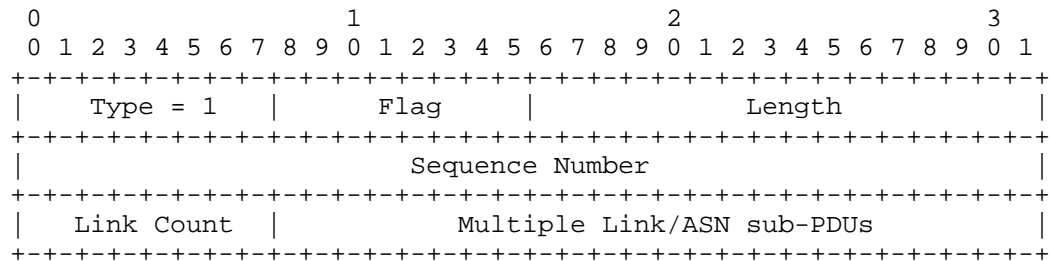 0                   1                   2                   3
 0 1 2 3 4 5 6 7 8 9 0 1 2 3 4 5 6 7 8 9 0 1 2 3 4 5 6 7 8 9 0 1
+-+-+-+-+-+-+-+-+-+-+-+-+-+-+-+-+-+-+-+-+-+-+-+-+-+-+-+-+-+-+-+-+
|    Type = 1   |      Flag     |             Length            |
+-+-+-+-+-+-+-+-+-+-+-+-+-+-+-+-+-+-+-+-+-+-+-+-+-+-+-+-+-+-+-+-+
|                        Sequence Number                        |
+-+-+-+-+-+-+-+-+-+-+-+-+-+-+-+-+-+-+-+-+-+-+-+-+-+-+-+-+-+-+-+-+
|   Link Count  |           Multiple Link/ASN sub-PDUs          |
+-+-+-+-+-+-+-+-+-+-+-+-+-+-+-+-+-+-+-+-+-+-+-+-+-+-+-+-+-+-+-+-+